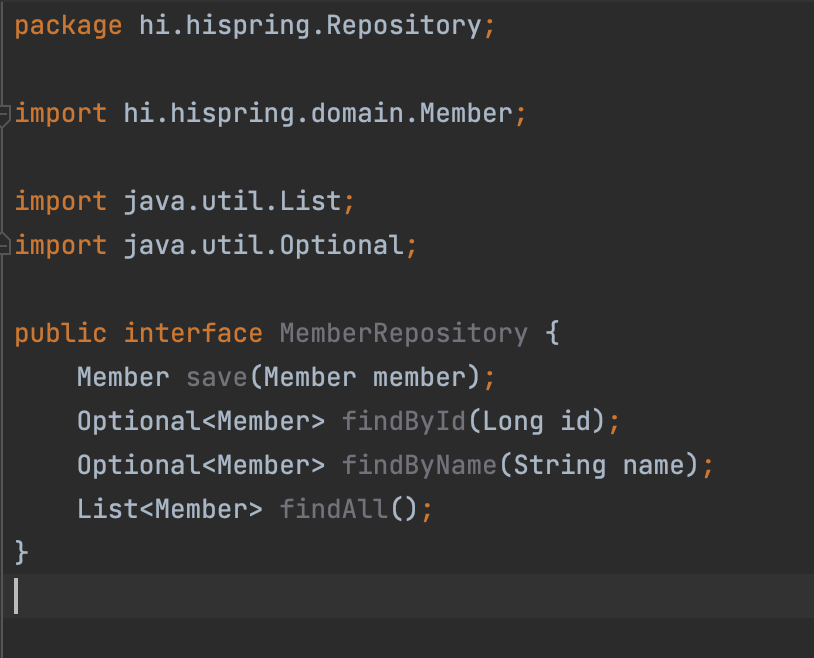 package hi.hispring.Repository;
import hi.hispring.domain.Member;
import java.util.List;
import java.util.Optional;
public interface MemberRepository {
    Member save(Member member);
    Optional<Member> findById(Long id);
    Optional<Member> findByName(String name);
    List<Member> findAll();
}